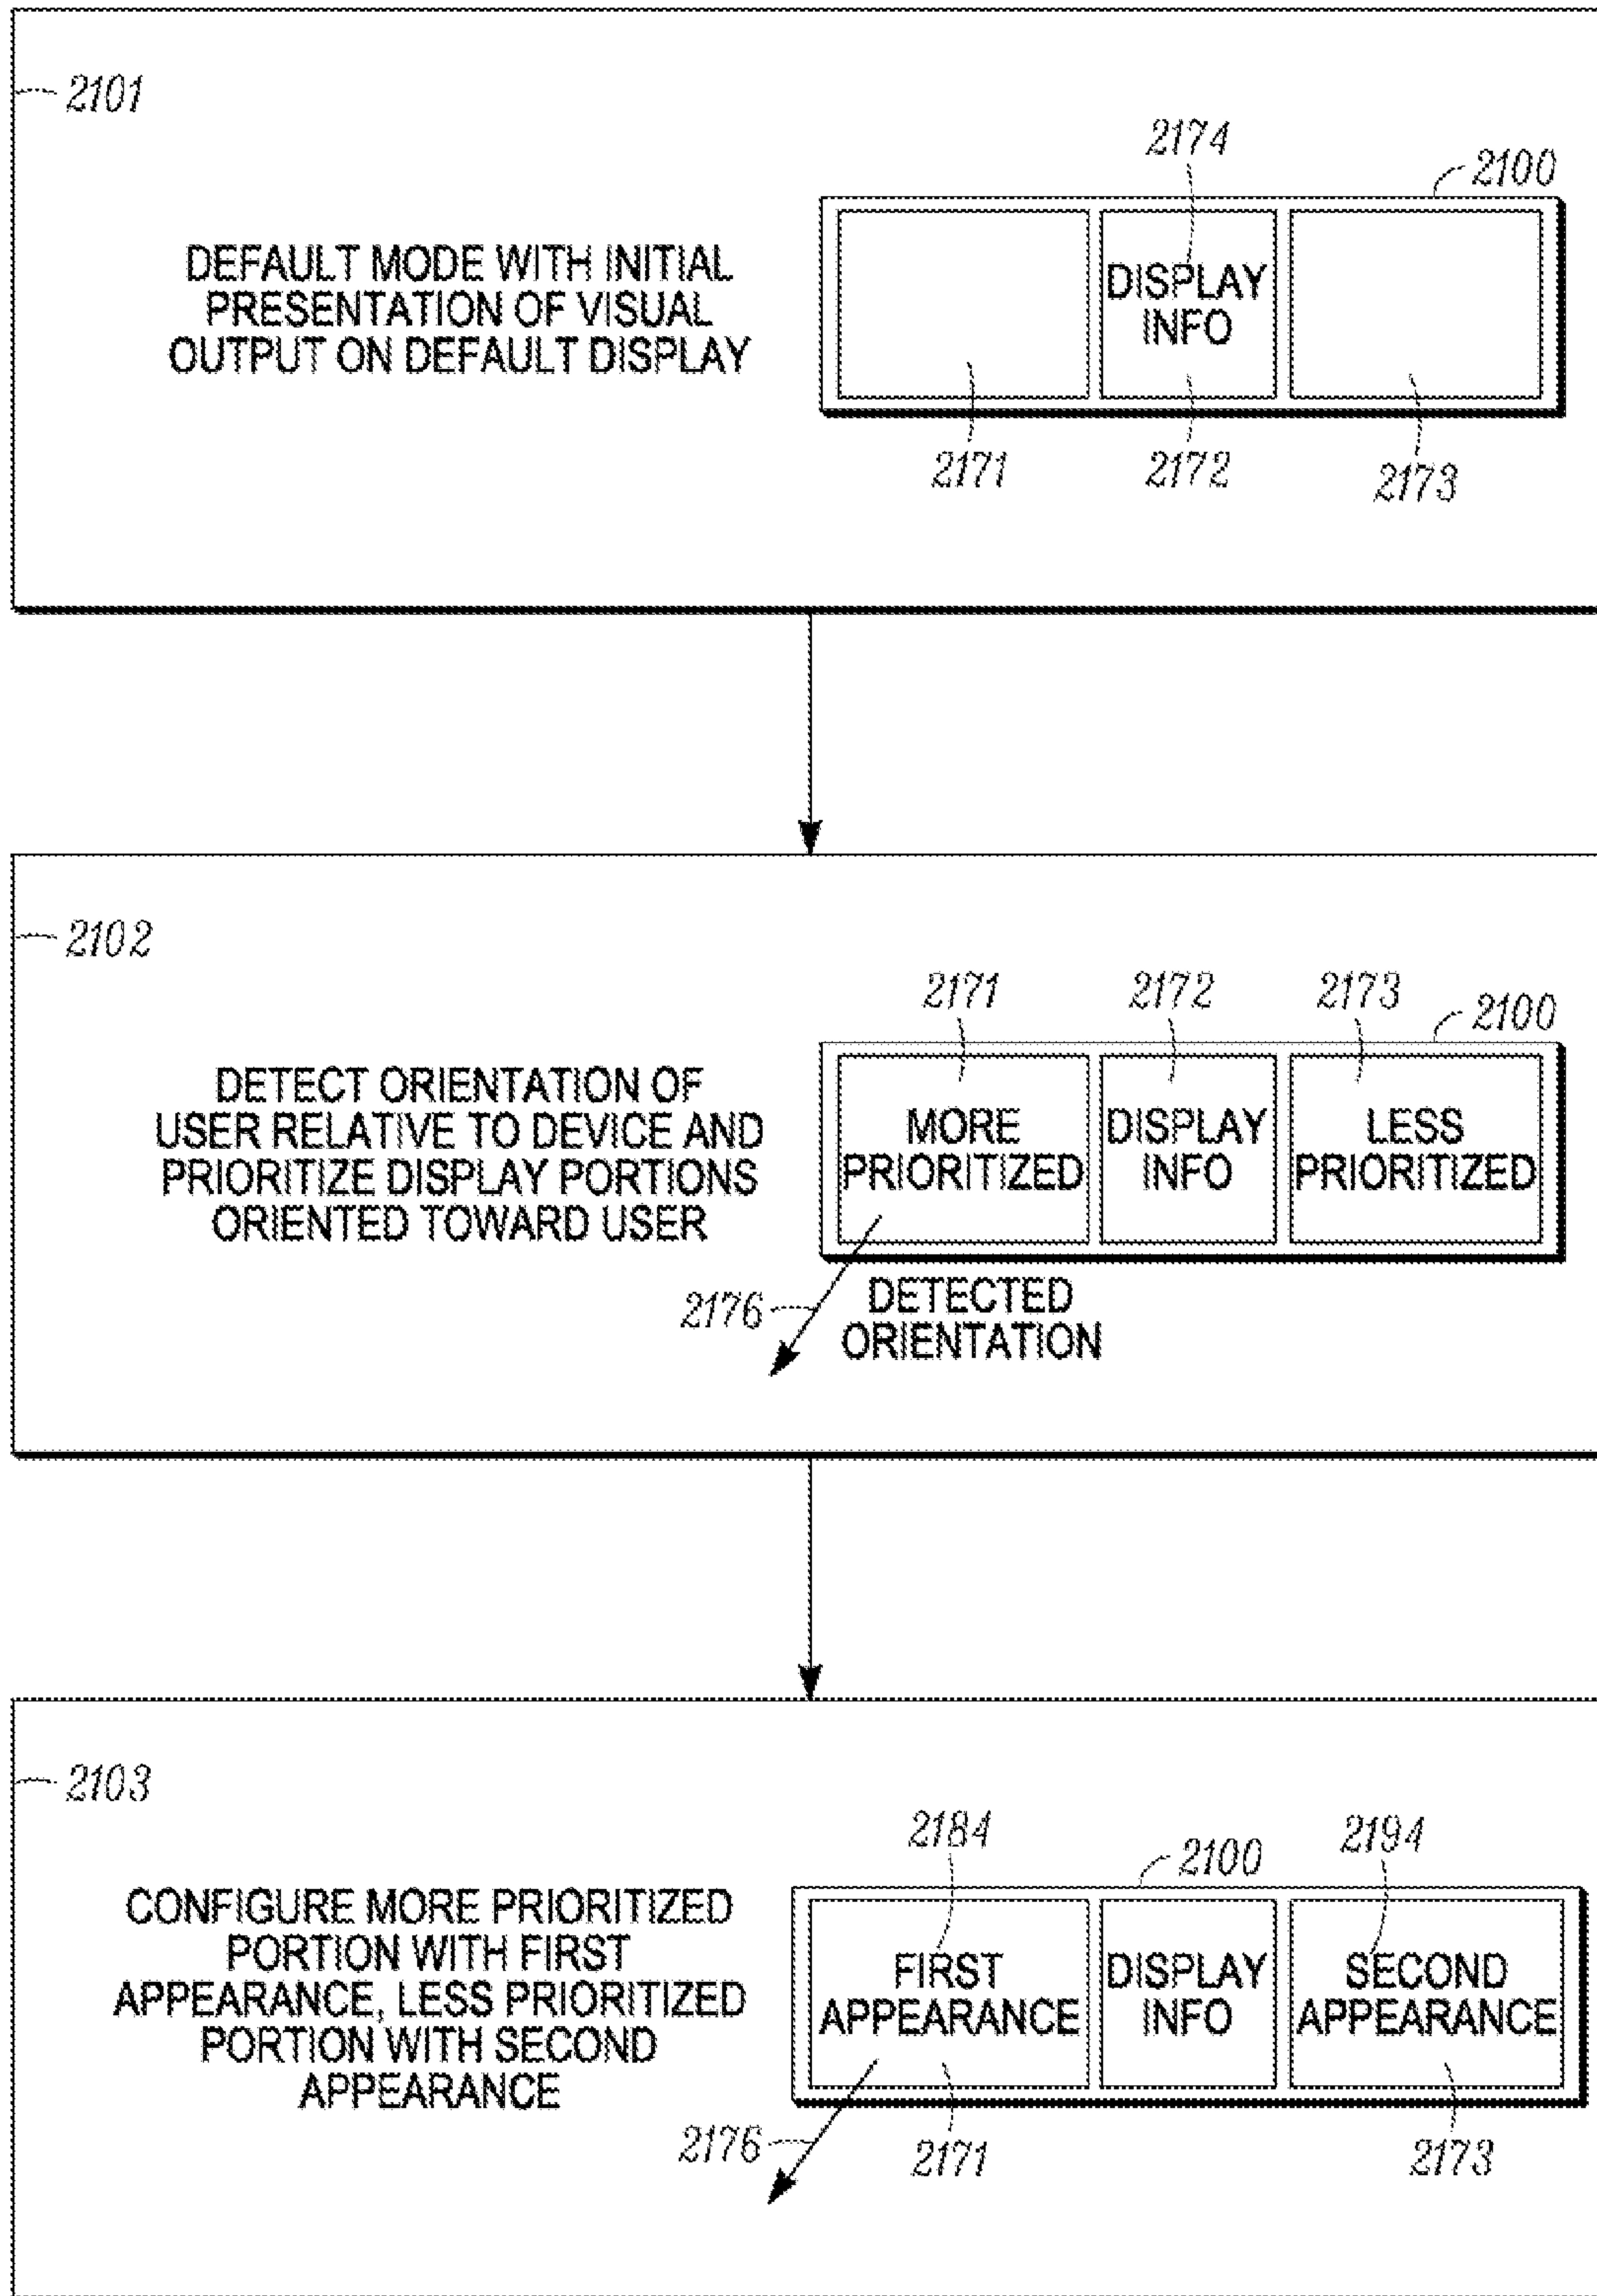 2101
2174
2100
DEFAULT MODE WITH INITIAL
PRESENTATION OF VISUAL
OUTPUT ON DEFAULT DISPLAY
DISPLAY
INFO
2171
2172
2173
2102
2171
2172
2173
2100
DETECT ORIENTATION OF
USER RELATIVE TO DEVICE AND
PRIORITIZE DISPLAY PORTIONS
ORIENTED TOWARD USER
MORE
PRIORITIZED
DISPLAY
INFO
LESS
PRIORITIZED
2176
DETECTED
ORIENTATION
2103
2184
2100
2194
CONFIGURE MORE PRIORITIZED
PORTION WITH FIRST
APPEARANCE, LESS PRIORITIZED
PORTION WITH SECOND
APPEARANCE
FIRST
APPEARANCE
DISPLAY
INFO
SECOND
APPEARANCE
2176
2171
2173